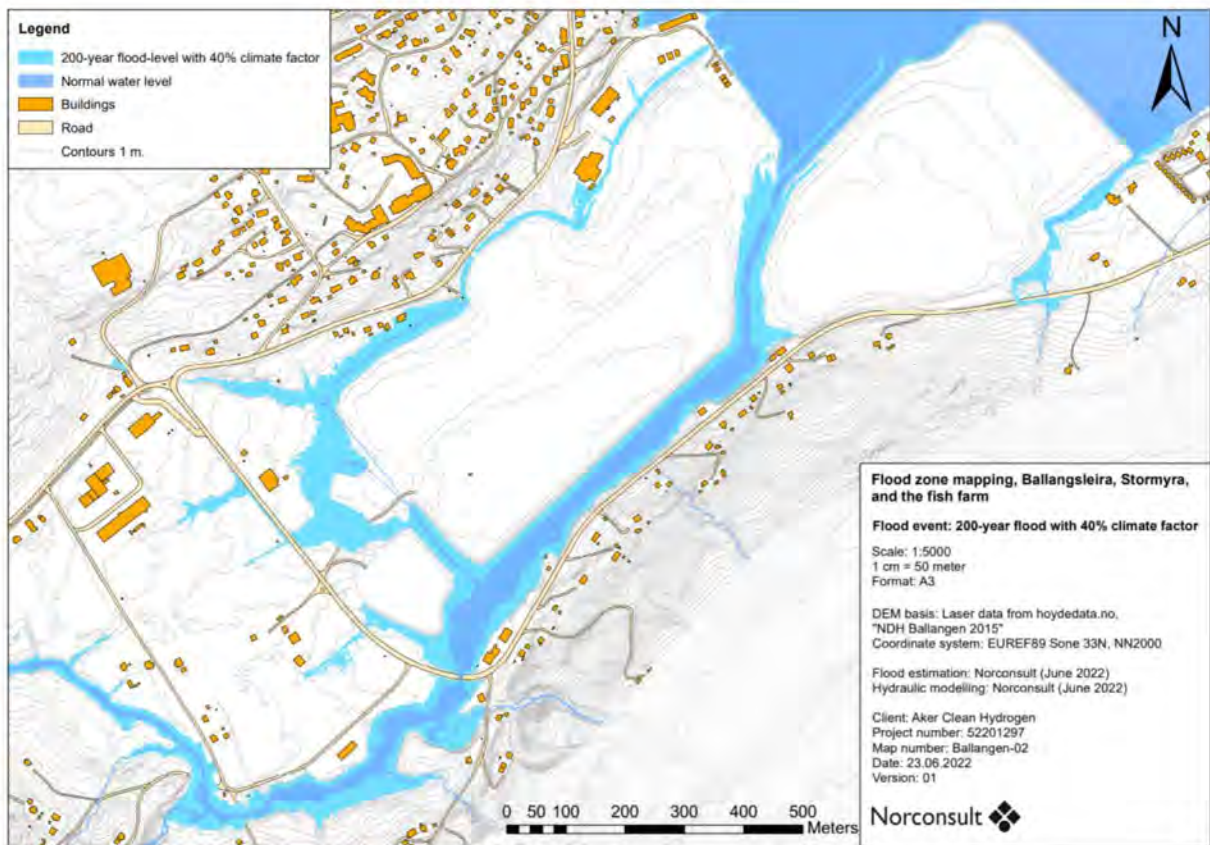 Legend
200-year flood-level with 40% climate factor
Normal water level
Buildings
Road
Contours 1 m.
N
Flood zone mapping, Ballangsleira, Stormyra,
and the fish farm
Flood event: 200-year flood with 40% climate factor
Scale: 1:5000
1 cm = 50 meter
Format: A3
DEM basis: Laser data from hoydedata.no,
"NDH Ballangen 2015"
Coordinate system: EUREF89 Sone 33N, NN2000
Flood estimation: Norconsult (June 2022)
Hydraulic modelling: Norconsult (June 2022)
Client: Aker Clean Hydrogen
Project number: 52201297
Map number: Ballangen-02
Date: 23.06.2022
Version: 01
Norconsult
0 50 100 200 300 400 500
Meters